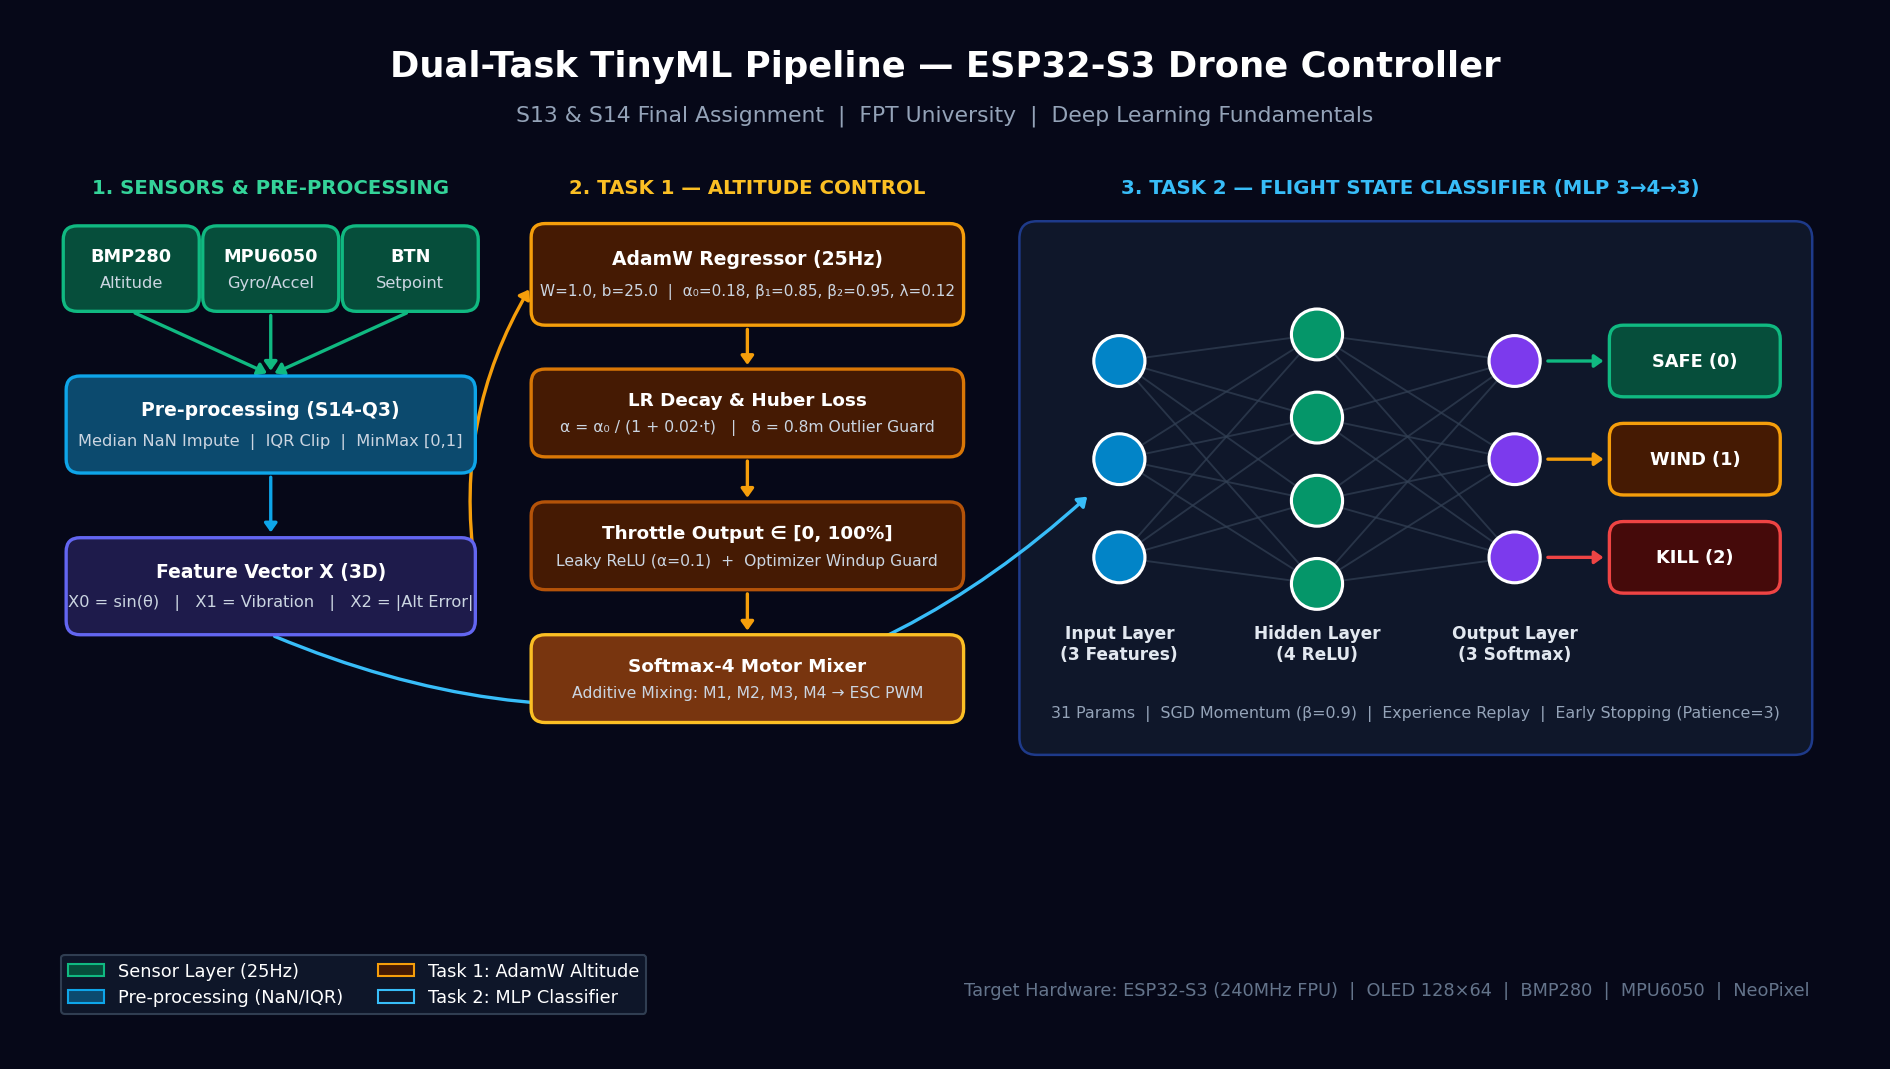 Dual-Task TinyML Pipeline — ESP32-S3 Drone Controller
S13 & S14 Final Assignment | FPT University | Deep Learning Fundamentals
1. SENSORS & PRE-PROCESSING
BMP280
Altitude
MPU6050
Gyro/Accel
BTN
Setpoint
Pre-processing (S14-Q3)
Median NaN Impute | IQR Clip | MinMax [0,1]
Feature Vector X (3D)
X0 = sin(θ) | X1 = Vibration | X2 = |Alt Error|
2. TASK 1 — ALTITUDE CONTROL
AdamW Regressor (25Hz)
W=1.0, b=25.0 | α₀=0.18, β₁=0.85, β₂=0.95, λ=0.12
LR Decay & Huber Loss
α = α₀ / (1 + 0.02·t) | δ = 0.8m Outlier Guard
Throttle Output ∈ [0, 100%]
Leaky ReLU (α=0.1) + Optimizer Windup Guard
Softmax-4 Motor Mixer
Additive Mixing: M1, M2, M3, M4 → ESC PWM
3. TASK 2 — FLIGHT STATE CLASSIFIER (MLP 3→4→3)
SAFE (0)
WIND (1)
KILL (2)
Input Layer
(3 Features)
Hidden Layer
(4 ReLU)
Output Layer
(3 Softmax)
31 Params | SGD Momentum (β=0.9) | Experience Replay | Early Stopping (Patience=3)
Sensor Layer (25Hz)
Pre-processing (NaN/IQR)
Task 1: AdamW Altitude
Task 2: MLP Classifier
Target Hardware: ESP32-S3 (240MHz FPU) | OLED 128×64 | BMP280 | MPU6050 | NeoPixel